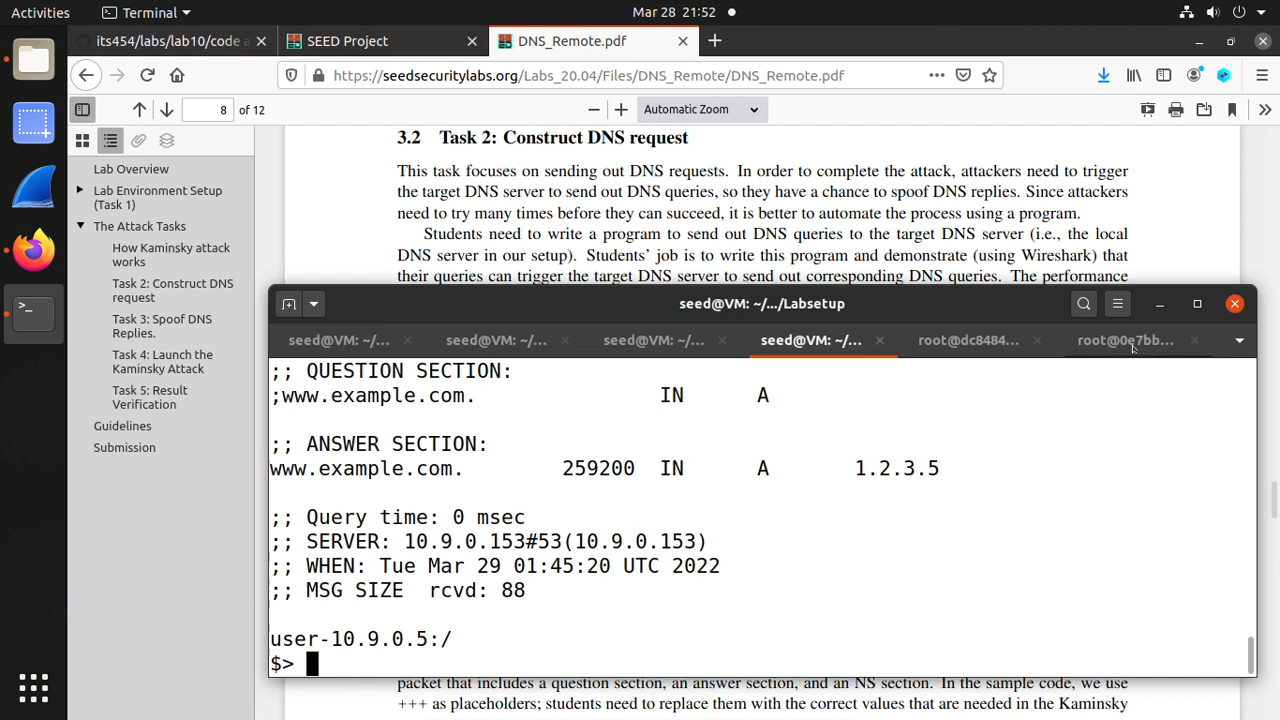 Activities
Terminal
Mar 28 21:52
its454/labs/lab10/code a
SEED Project
DNS_Remote.pdf
https://seedsecuritylabs.org/Labs_20.04/Files/DNS_Remote/DNS_Remote.pdf
8 of 12
Automatic Zoom
Lab Overview
Lab Environment Setup
(Task 1)
The Attack Tasks
How Kaminsky attack
works
Task 2: Construct DNS
request
Task 3: Spoof DNS
Replies.
Task 4: Launch the
Kaminsky Attack
Task 5: Result
Verification
Guidelines
Submission
3.2 Task 2: Construct DNS request
This task focuses on sending out DNS requests. In order to complete the attack, attackers need to trigger
the target DNS server to send out DNS queries, so they have a chance to spoof DNS replies. Since attackers
need to try many times before they can succeed, it is better to automate the process using a program.
Students need to write a program to send out DNS queries to the target DNS server (i.e., the local
DNS server in our setup). Students' job is to write this program and demonstrate (using Wireshark) that
their queries can trigger the target DNS server to send out corresponding DNS queries. The performance
seed@VM: ~/.../Labsetup
seed@VM: ~/...
seed@VM: ~/...
seed@VM: ~/...
seed@VM: ~/...
root@dc8484...
root@0e7bb...
;; QUESTION SECTION:
;www.example.com. IN A
;; ANSWER SECTION:
www.example.com. 259200 IN A 1.2.3.5
;; Query time: 0 msec
;; SERVER: 10.9.0.153#53(10.9.0.153)
;; WHEN: Tue Mar 29 01:45:20 UTC 2022
;; MSG SIZE rcvd: 88
user-10.9.0.5:/
$>
packet that includes a question section, an answer section, and an NS section. In the sample code, we use
+++ as placeholders; students need to replace them with the correct values that are needed in the Kaminsky